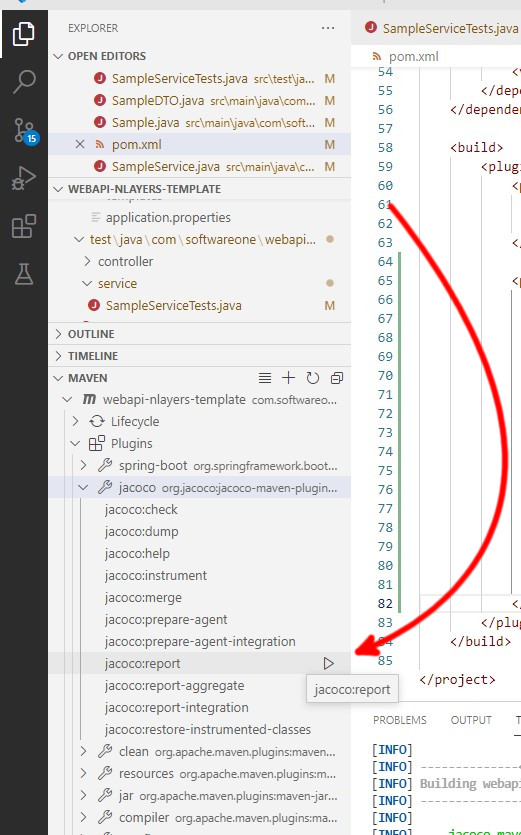 EXPLORER
OPEN EDITORS
SampleServiceTests.java src\test\ja... M
SampleDTO.java src\main\java\com... M
Sample.java src\main\java\com\soft... M
pom.xml M
SampleService.java src\main\java\c... M
WEBAPI-NLAYERS-TEMPLATE
application.properties
test\java\com\softwareone\webapi...
controller
service
SampleServiceTests.java M
OUTLINE
TIMELINE
MAVEN
webapi-nlayers-template com.softwareo...
Lifecycle
Plugins
spring-boot org.springframework.boot...
jacoco org.jacoco:jacoco-maven-plugin...
jacoco:check
jacoco:dump
jacoco:help
jacoco:instrument
jacoco:merge
jacoco:prepare-agent
jacoco:prepare-agent-integration
jacoco:report
jacoco:report-aggregate
jacoco:report-integration
jacoco:restore-instrumented-classes
clean org.apache.maven.plugins:maven...
resources org.apache.maven.plugins:m...
jar org.apache.maven.plugins:maven-jar...
compiler org.apache.maven.plugins:mav...
15
jacoco:report
SampleServiceTests.java
pom.xml
54
55 </depe
56 </depender
57
58 <build>
59 <plugin
60 <p
61
62
63 </
64
65 <p
66
67
68
69
70
71
72
73
74
75
76
77
78
79
80
81
82 </
83 </plug
84 </build>
85
</project>
PROBLEMS OUTPUT
[INFO]
[INFO] --------<
[INFO] Building webapi
[INFO] ---------
[INFO]